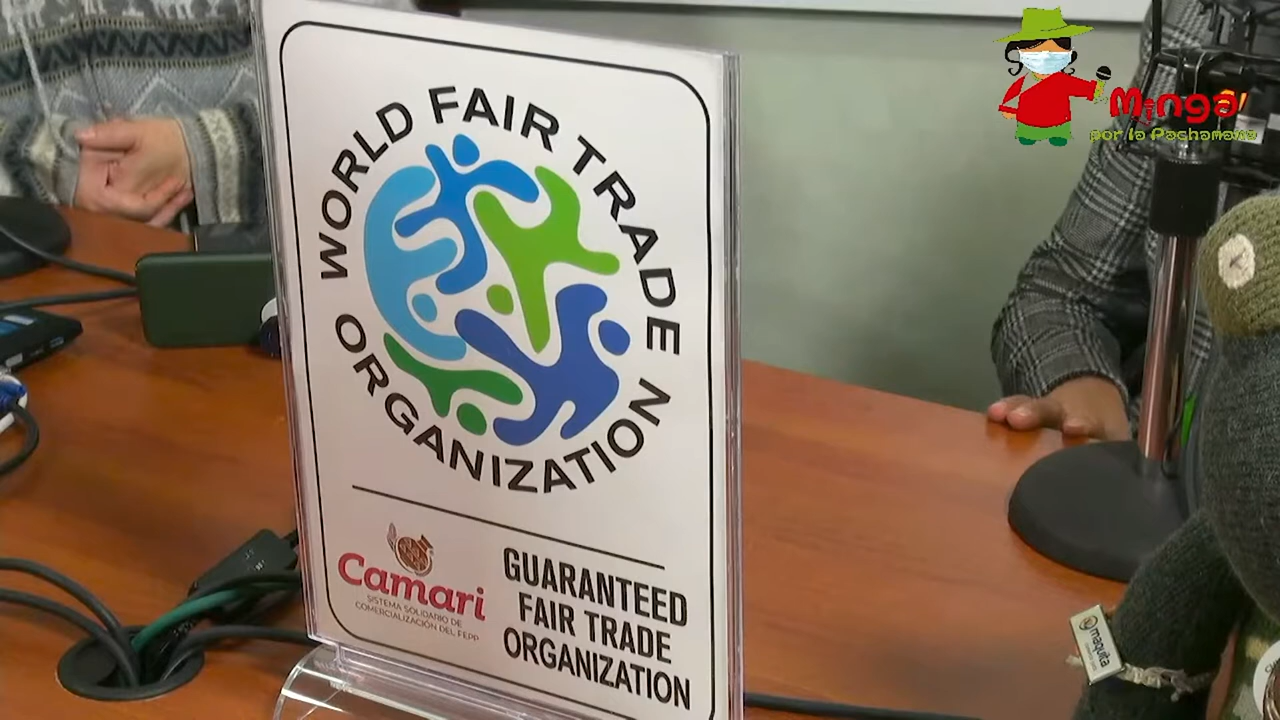 WORLD FAIR TRADE
ORGANIZATION
Camari
SISTEMA SOLIDARIO DE
COMERCIALIZACIÓN DEL FEPP
GUARANTEED
FAIR TRADE
ORGANIZATION
Minga
por la Pachamama
maquita